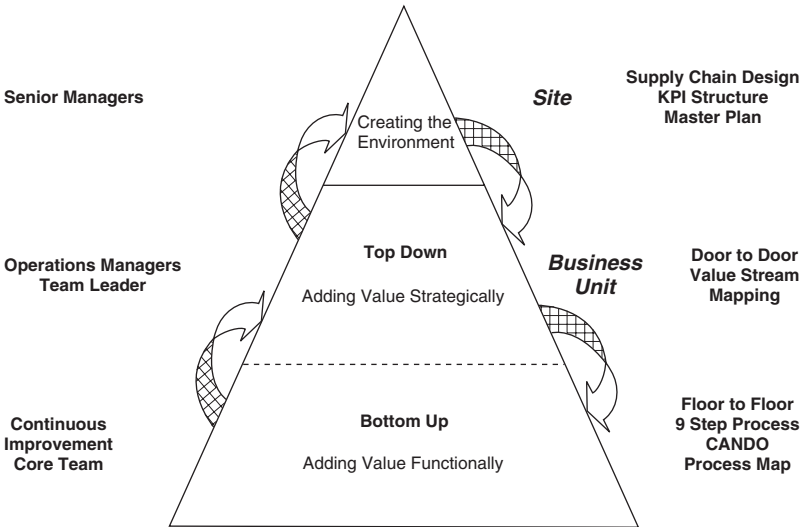 Senior Managers
Creating the
Environment
Site
Supply Chain Design
KPI Structure
Master Plan
Operations Managers
Team Leader
Top Down
Adding Value Strategically
Business
Unit
Door to Door
Value Stream
Mapping
Continuous
Improvement
Core Team
Bottom Up
Adding Value Functionally
Floor to Floor
9 Step Process
CANDO
Process Map